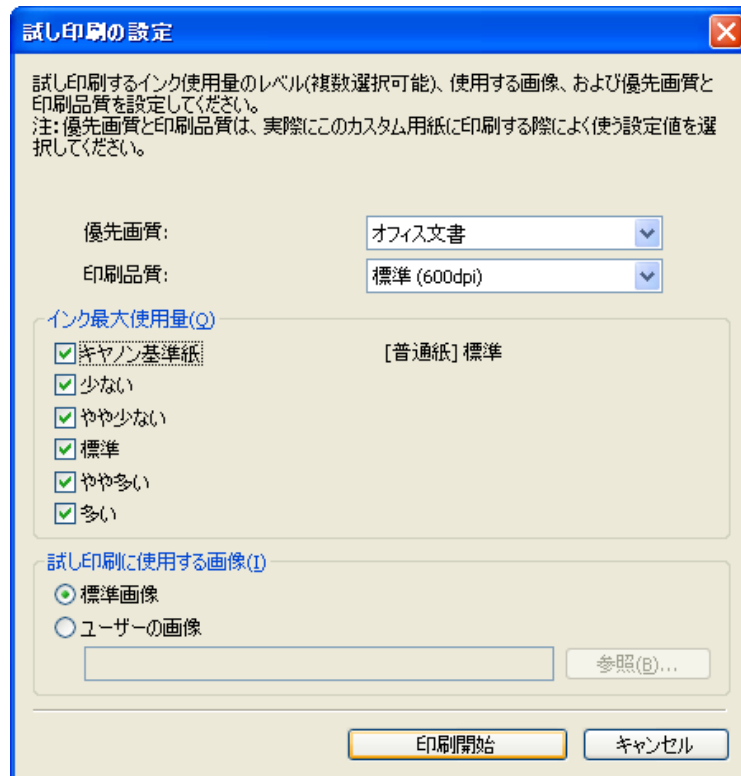 試し印刷の設定
試し印刷するインク使用量のレベル(複数選択可能)、使用する画像、および優先画質と
印刷品質を設定してください。
注：優先画質と印刷品質は、実際にこのカスタム用紙に印刷する際によく使う設定値を選
択してください。
優先画質： オフィス文書
印刷品質： 標準 (600dpi)
インク最大使用量(Q)
キヤノン基準紙 [普通紙] 標準
少ない
やや少ない
標準
やや多い
多い
試し印刷に使用する画像(I)
標準画像
ユーザーの画像
参照(B)...
印刷開始 キャンセル